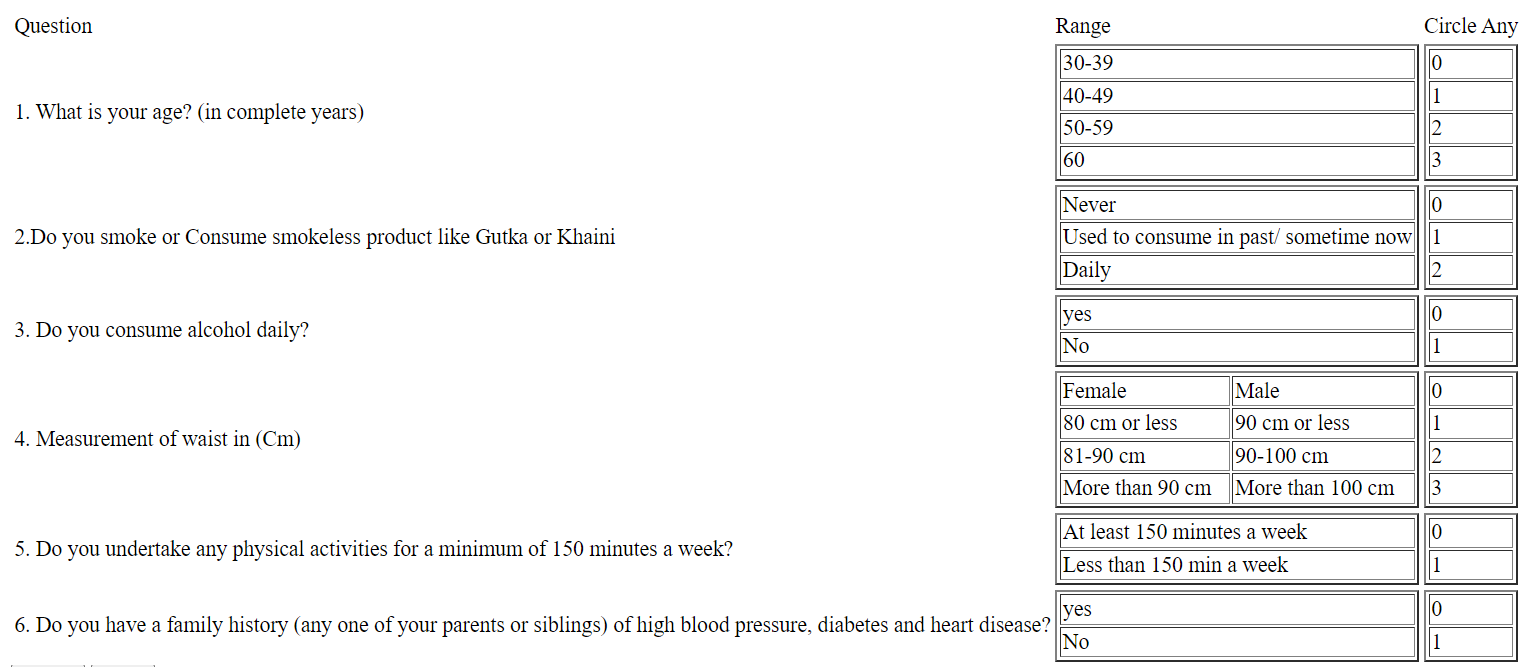 Question Range Circle Any
30-39 0
40-49 1
1. What is your age? (in complete years)
50-59 2
60 3
Never 0
2.Do you smoke or Consume smokeless product like Gutka or Khaini Used to consume in past/ sometime now 1
Daily 2
yes 0
3. Do you consume alcohol daily?
No 1
Female Male 0
80 cm or less 90 cm or less 1
4. Measurement of waist in (Cm)
81-90 cm 90-100 cm 2
More than 90 cm More than 100 cm 3
At least 150 minutes a week 0
5. Do you undertake any physical activities for a minimum of 150 minutes a week?
Less than 150 min a week 1
yes 0
6. Do you have a family history (any one of your parents or siblings) of high blood pressure, diabetes and heart disease?
No 1